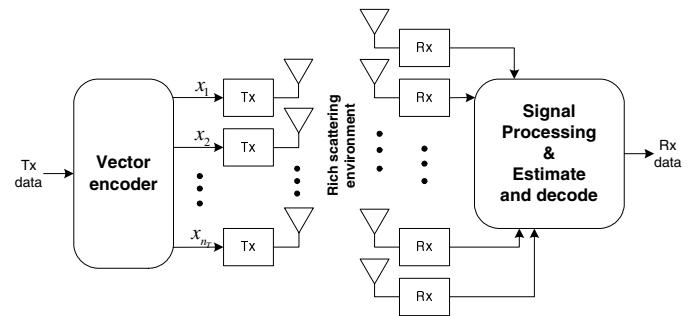 Tx
data
Vector
encoder
x₁
Tx
x₂
Tx
xₙT
Tx
Rich scattering
environment
Rx
Rx
Rx
Rx
Signal
Processing
&
Estimate
and decode
Rx
data